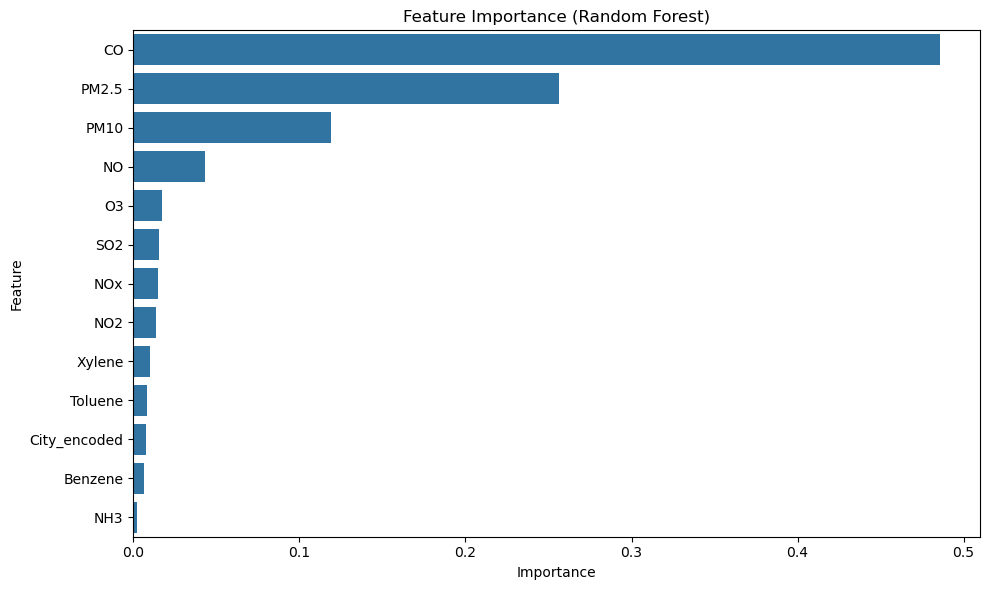 Feature Importance (Random Forest)
CO
PM2.5
PM10
NO
O3
SO2
NOx
NO2
Xylene
Toluene
City_encoded
Benzene
NH3
Feature
0.0 0.1 0.2 0.3 0.4 0.5
Importance